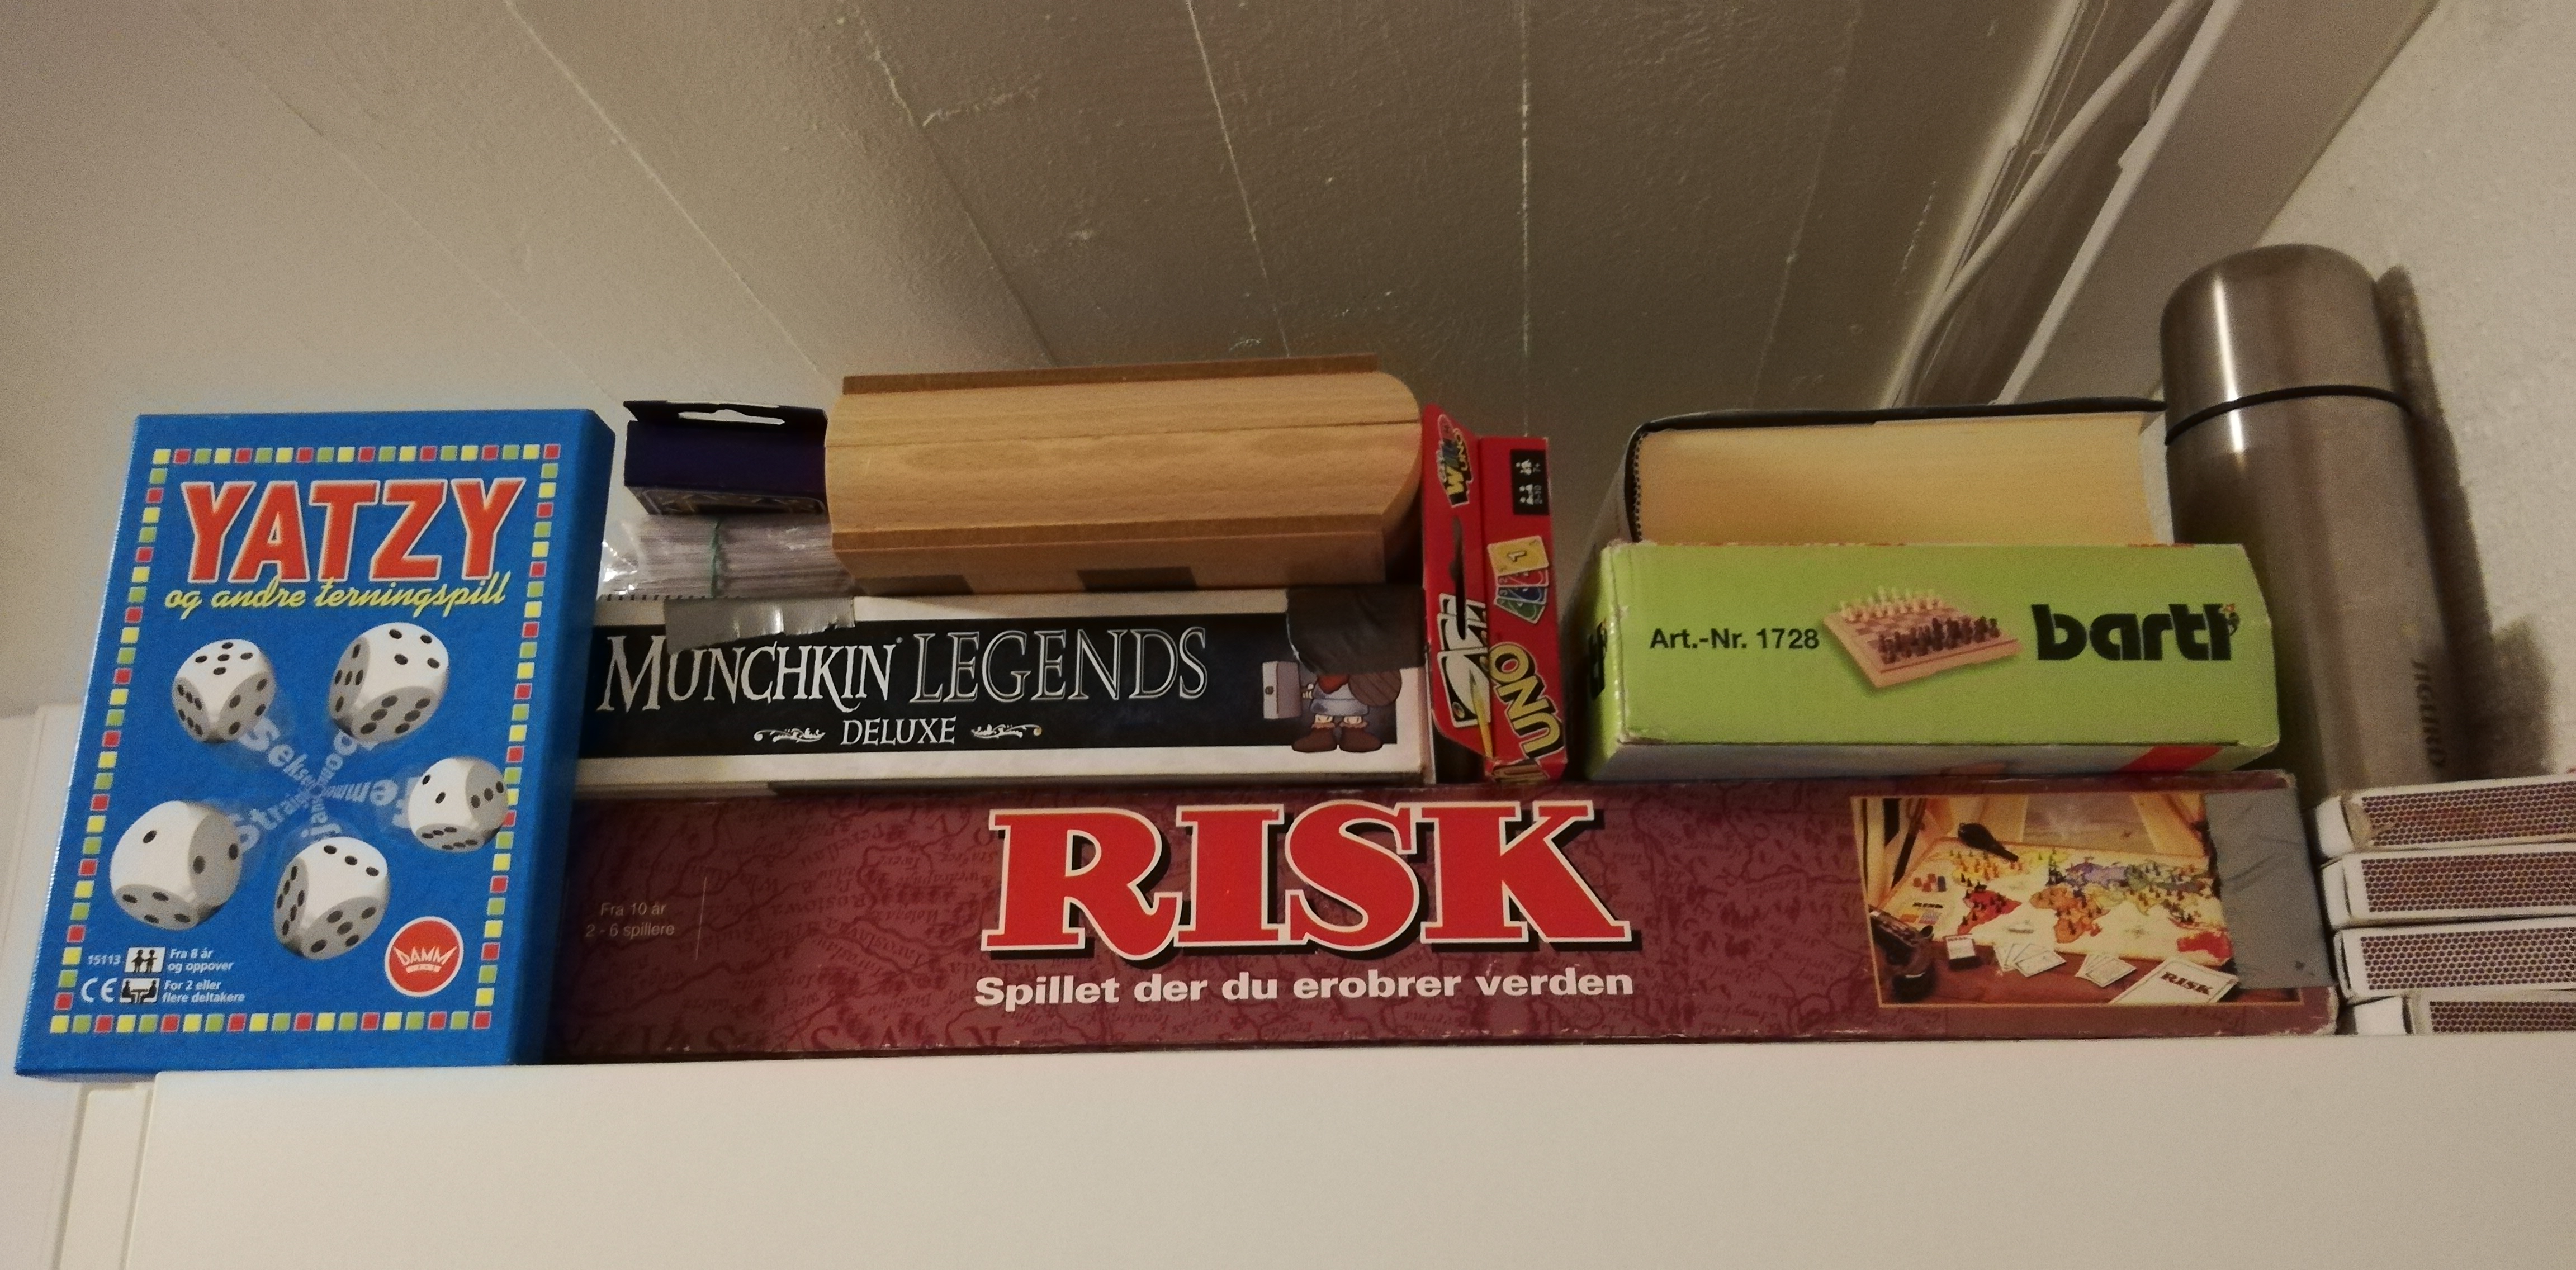 YATZY
og andre terningspill
15113
Fra 8 år
og oppover
CE
For 2 eller
flere deltakere
DAMM
MUNCHKIN LEGENDS
DELUXE
WILD
UNO
UNO
Art.-Nr. 1728
bartl
Fra 10 år
2 - 6 spillere
RISK
Spillet der du erobrer verden
RISK